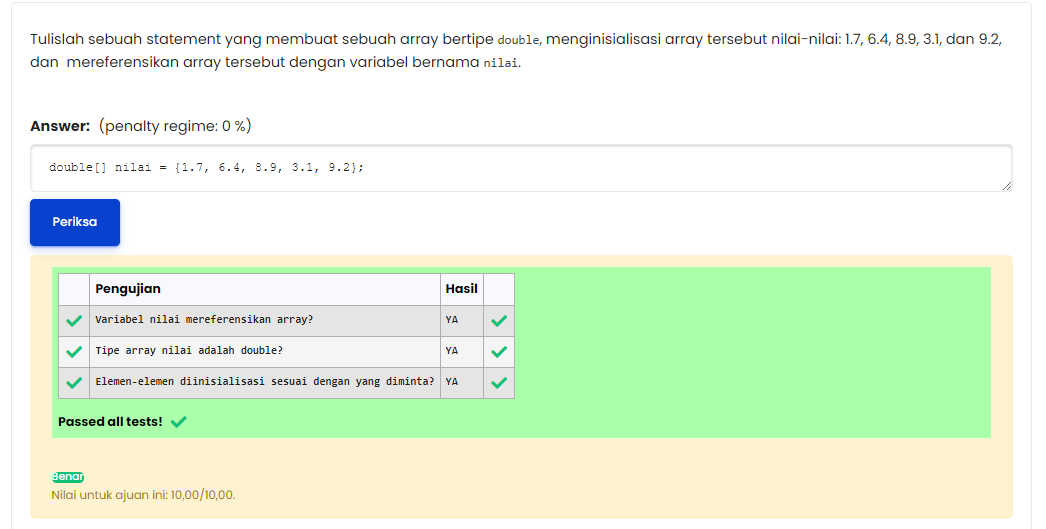 Tulislah sebuah statement yang membuat sebuah array bertipe double, menginisialisasi array tersebut nilai-nilai: 1.7, 6.4, 8.9, 3.1, dan 9.2,
dan mereferensikan array tersebut dengan variabel bernama nilai.
Answer: (penalty regime: 0 %)
double[] nilai = {1.7, 6.4, 8.9, 3.1, 9.2};
Periksa
Pengujian Hasil
Variabel nilai mereferensikan array? YA
Tipe array nilai adalah double? YA
Elemen-elemen diinisialisasi sesuai dengan yang diminta? YA
Passed all tests!
Benar
Nilai untuk ajuan ini: 10,00/10,00.